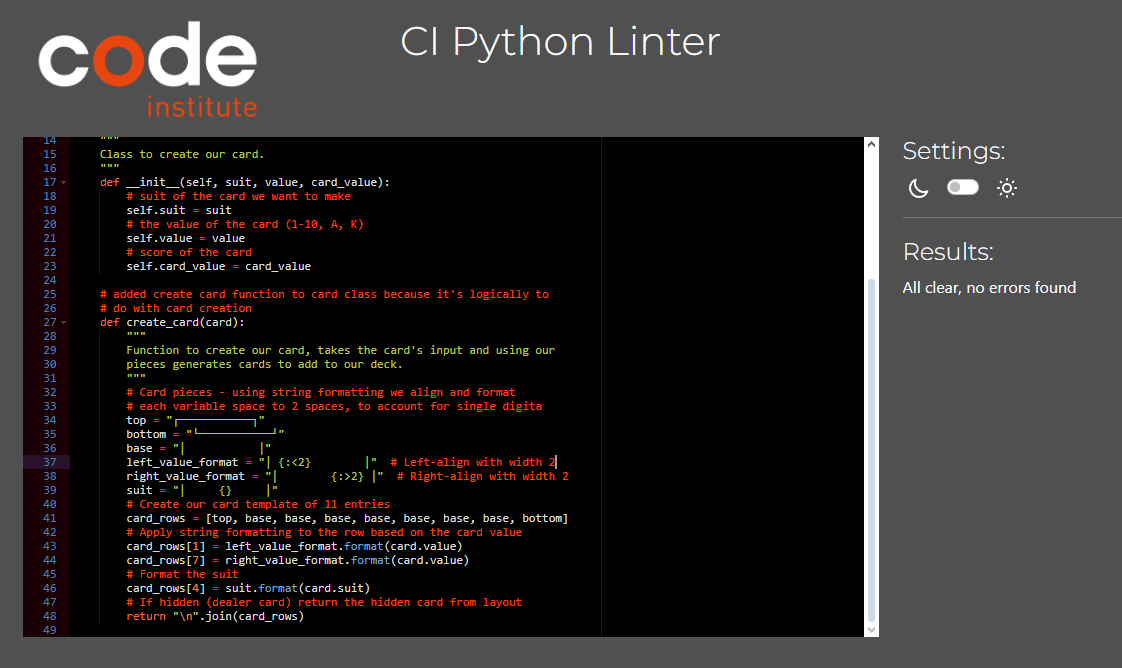 code
institute
CI Python Linter
14 """
15 Class to create our card.
16 """
17 def __init__(self, suit, value, card_value):
18 # suit of the card we want to make
19 self.suit = suit
20 # the value of the card (1-10, A, K)
21 self.value = value
22 # score of the card
23 self.card_value = card_value
24
25 # added create card function to card class because it's logically to
26 # do with card creation
27 def create_card(card):
28 """
29 Function to create our card, takes the card's input and using our
30 pieces generates cards to add to our deck.
31 """
32 # Card pieces - using string formatting we align and format
33 # each variable space to 2 spaces, to account for single digita
34 top = "┌─────────┐"
35 bottom = "└─────────┘"
36 base = "│         │"
37 left_value_format = "│ {:<2}      │"  # Left-align with width 2
38 right_value_format = "│      {:>2} │"  # Right-align with width 2
39 suit = "│    {}    │"
40 # Create our card template of 11 entries
41 card_rows = [top, base, base, base, base, base, base, base, bottom]
42 # Apply string formatting to the row based on the card value
43 card_rows[1] = left_value_format.format(card.value)
44 card_rows[7] = right_value_format.format(card.value)
45 # Format the suit
46 card_rows[4] = suit.format(card.suit)
47 # If hidden (dealer card) return the hidden card from layout
48 return "\n".join(card_rows)
49
Settings:
Results:
All clear, no errors found